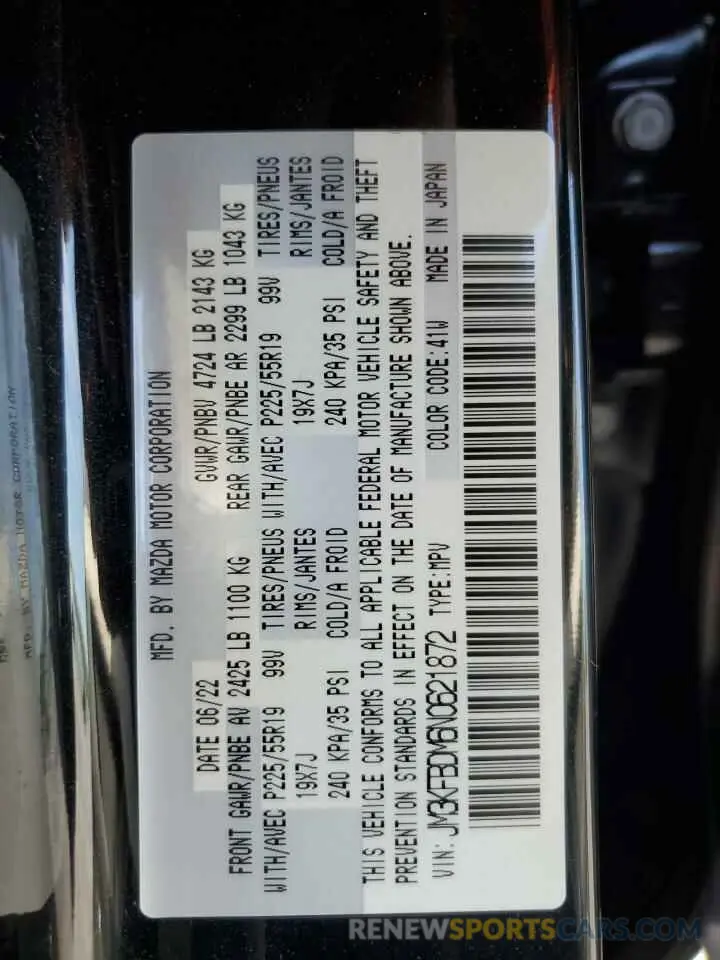 MFD. BY MAZDA MOTOR CORPORATION
DATE 06/22 GVWR/PNBV 4724 LB 2143 KG
FRONT GAWR/PNBE AV 2425 LB 1100 KG REAR GAWR/PNBE AR 2299 LB 1043 KG
WITH/AVEC P225/55R19 99V TIRES/PNEUS WITH/AVEC P225/55R19 99V TIRES/PNEUS
19X7J RIMS/JANTES 19X7J RIMS/JANTES
240 KPA/35 PSI COLD/A FROID 240 KPA/35 PSI COLD/A FROID
THIS VEHICLE CONFORMS TO ALL APPLICABLE FEDERAL MOTOR VEHICLE SAFETY AND THEFT
PREVENTION STANDARDS IN EFFECT ON THE DATE OF MANUFACTURE SHOWN ABOVE.
VIN: JM3KFBDM6N0621872 TYPE:MPV COLOR CODE:41W MADE IN JAPAN
MFD. BY MAZDA MOTOR CORPORATION
RENEWSPORTSCARS.COM